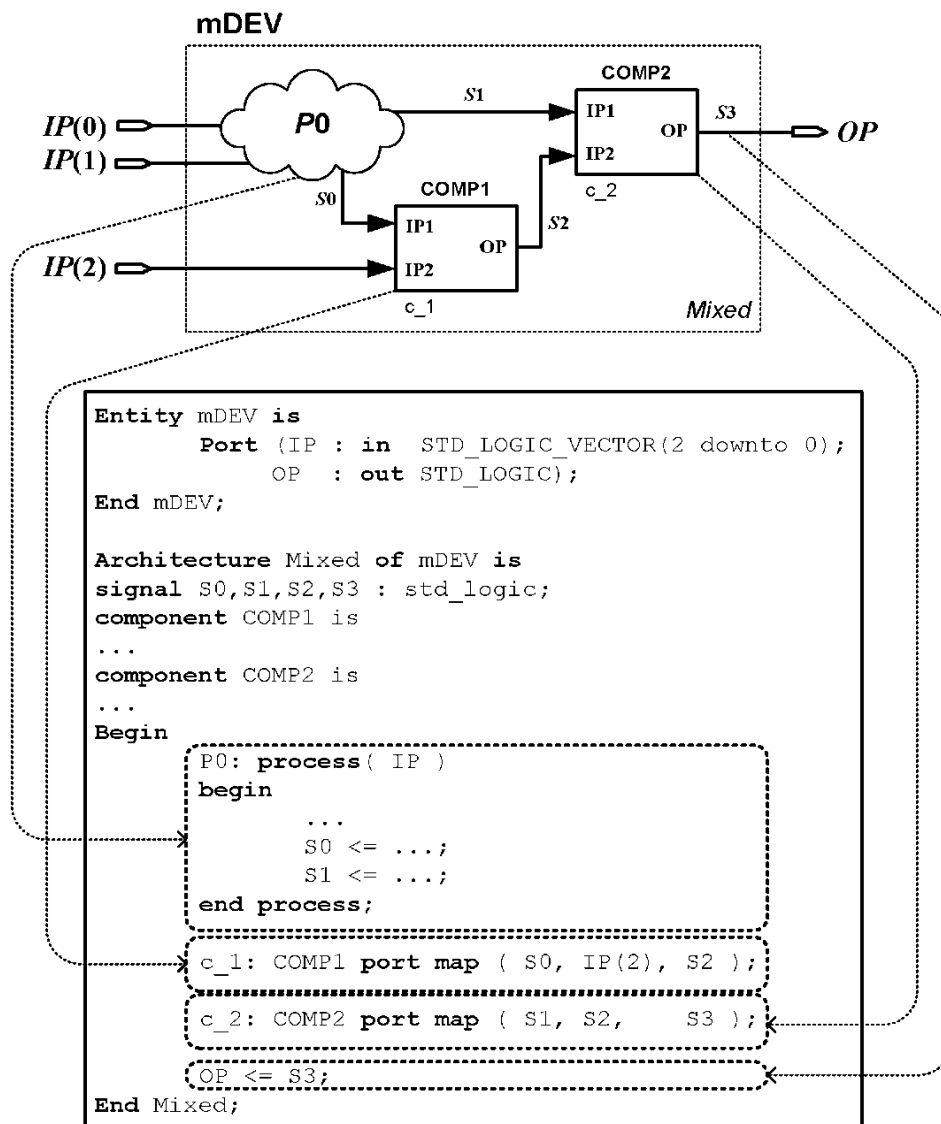 mDEV
COMP2
S1
IP1
S3
IP(0)
P0
OP
OP
IP(1)
IP2
COMP1
c_2
S0
IP1
S2
OP
IP(2)
IP2
c_1
Mixed
Entity mDEV is
Port (IP : in STD_LOGIC_VECTOR(2 downto 0);
OP : out STD_LOGIC);
End mDEV;
Architecture Mixed of mDEV is
signal S0,S1,S2,S3 : std_logic;
component COMP1 is
...
component COMP2 is
...
Begin
P0: process( IP )
begin
...
S0 <= ...;
S1 <= ...;
end process;
c_1: COMP1 port map ( S0, IP(2), S2 );
c_2: COMP2 port map ( S1, S2, S3 );
OP <= S3;
End Mixed;